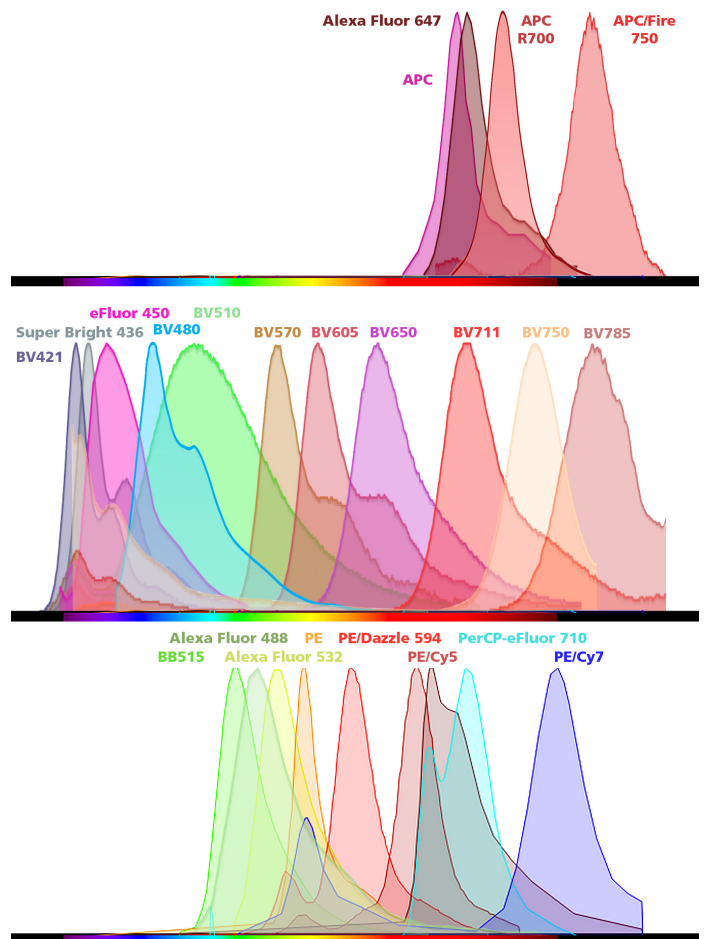 Alexa Fluor 647
APC
R700
APC/Fire
750
APC
eFluor 450
BV510
Super Bright 436
BV480
BV570
BV605
BV650
BV711
BV750
BV785
BV421
Alexa Fluor 488
PE
PE/Dazzle 594
PerCP-eFluor 710
BB515
Alexa Fluor 532
PE/Cy5
PE/Cy7